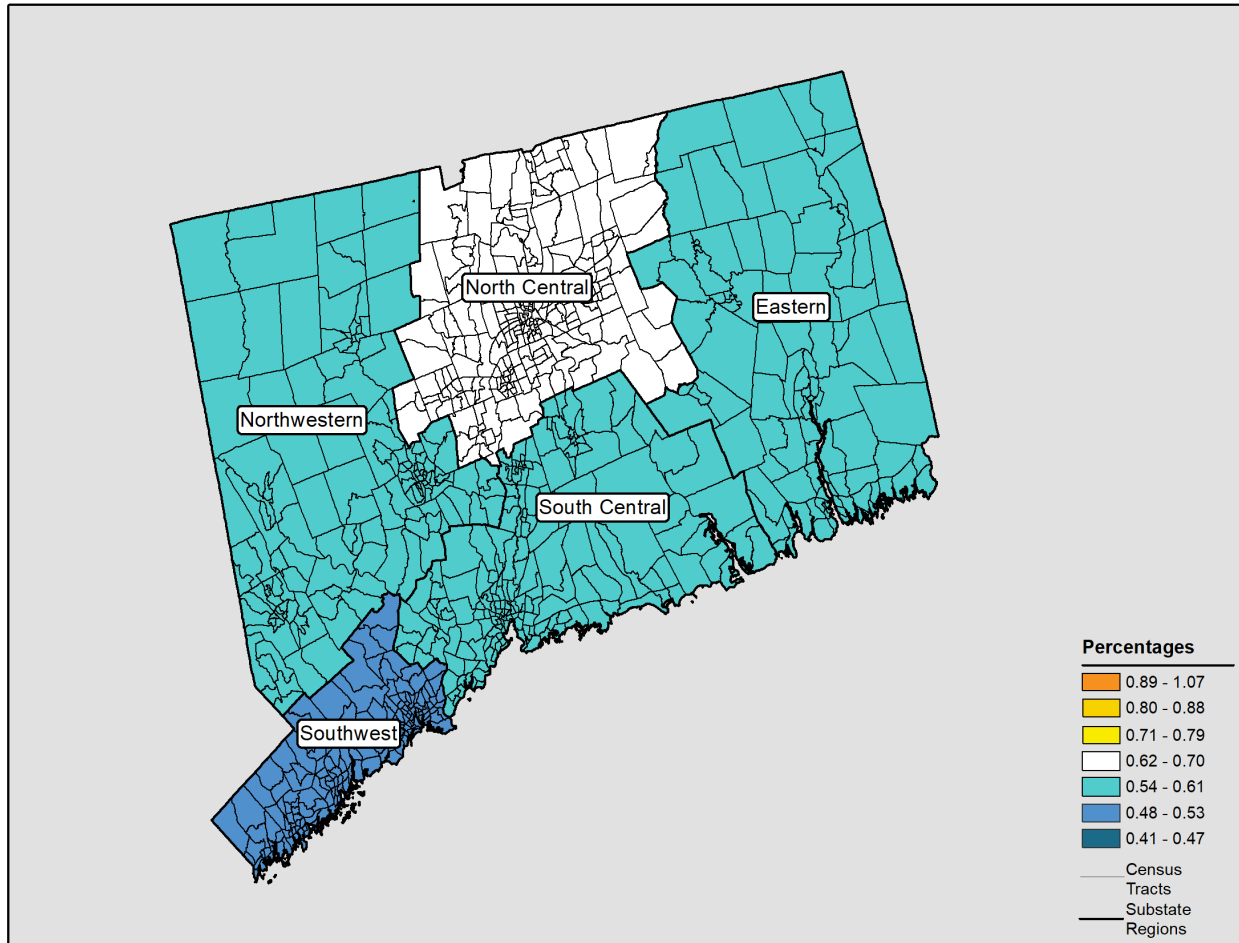 North Central
Eastern
Northwestern
South Central
Southwest
Percentages
0.89 - 1.07
0.80 - 0.88
0.71 - 0.79
0.62 - 0.70
0.54 - 0.61
0.48 - 0.53
0.41 - 0.47
Census
Tracts
Substate
Regions